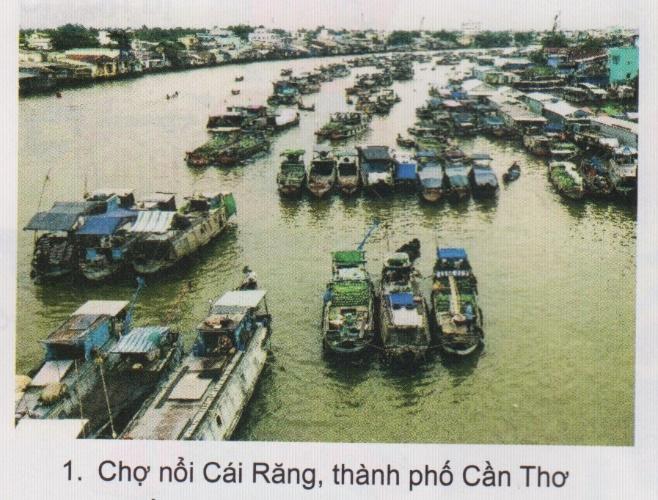 1. Chợ nổi Cái Răng, thành phố Cần Thơ